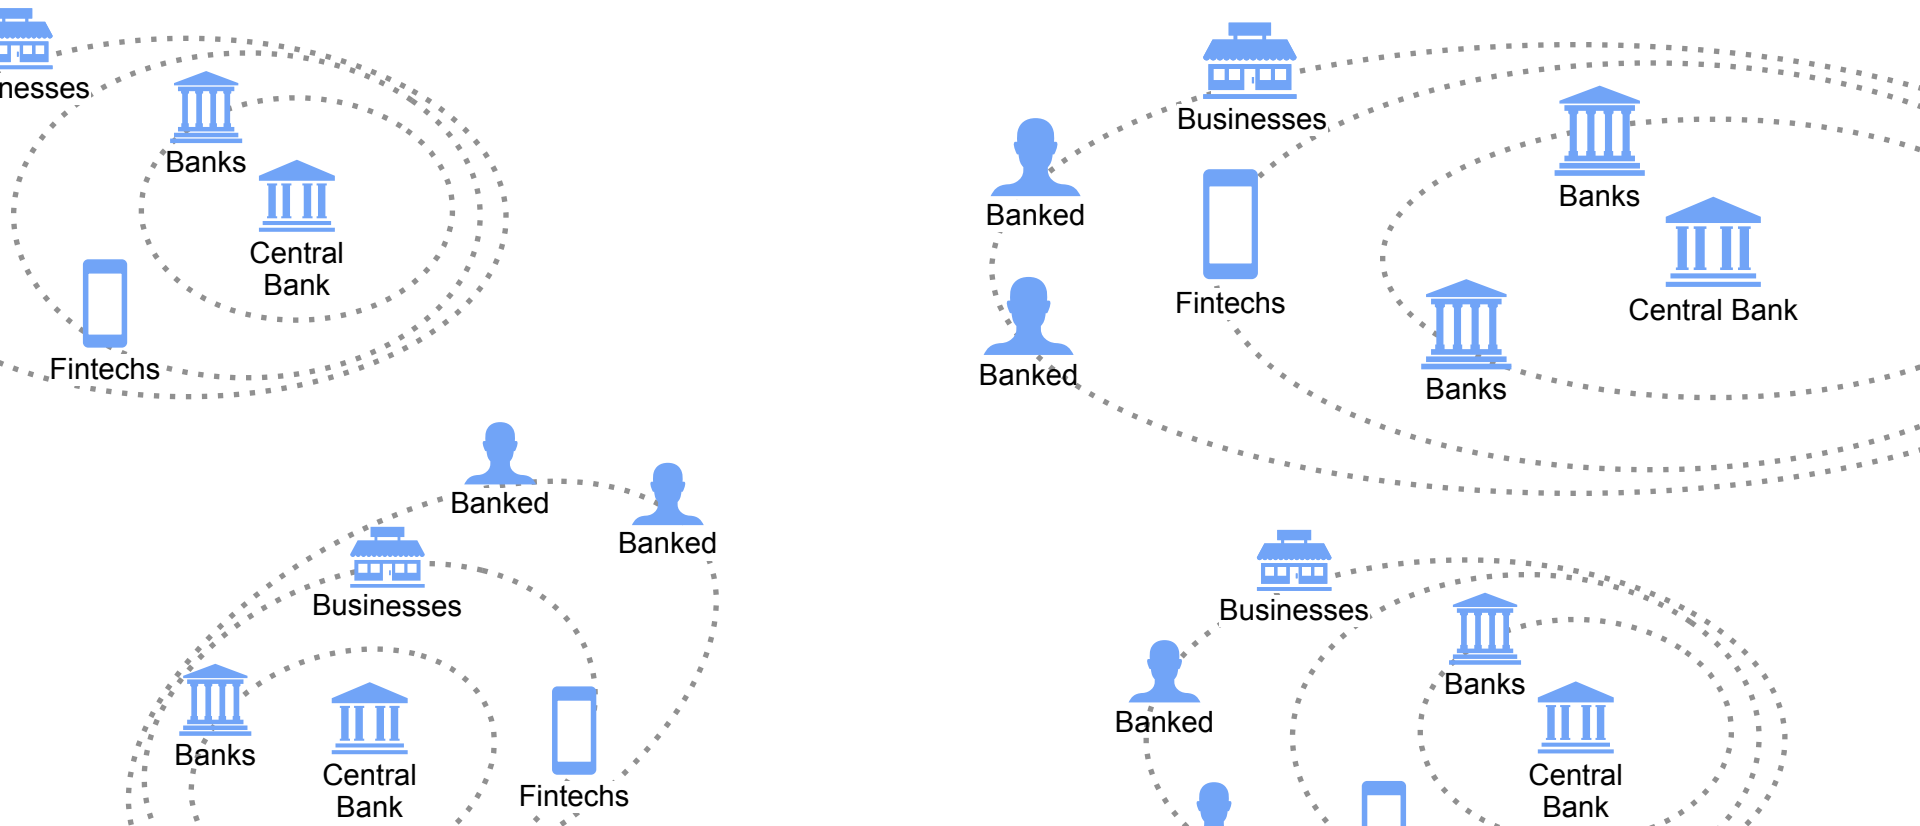 nesses
Banks
Central
Bank
Fintechs
Businesses
Banked
Banks
Fintechs
Central Bank
Banked
Banks
Banked
Banked
Businesses
Banks
Central
Bank
Fintechs
Businesses
Banks
Banked
Central
Bank